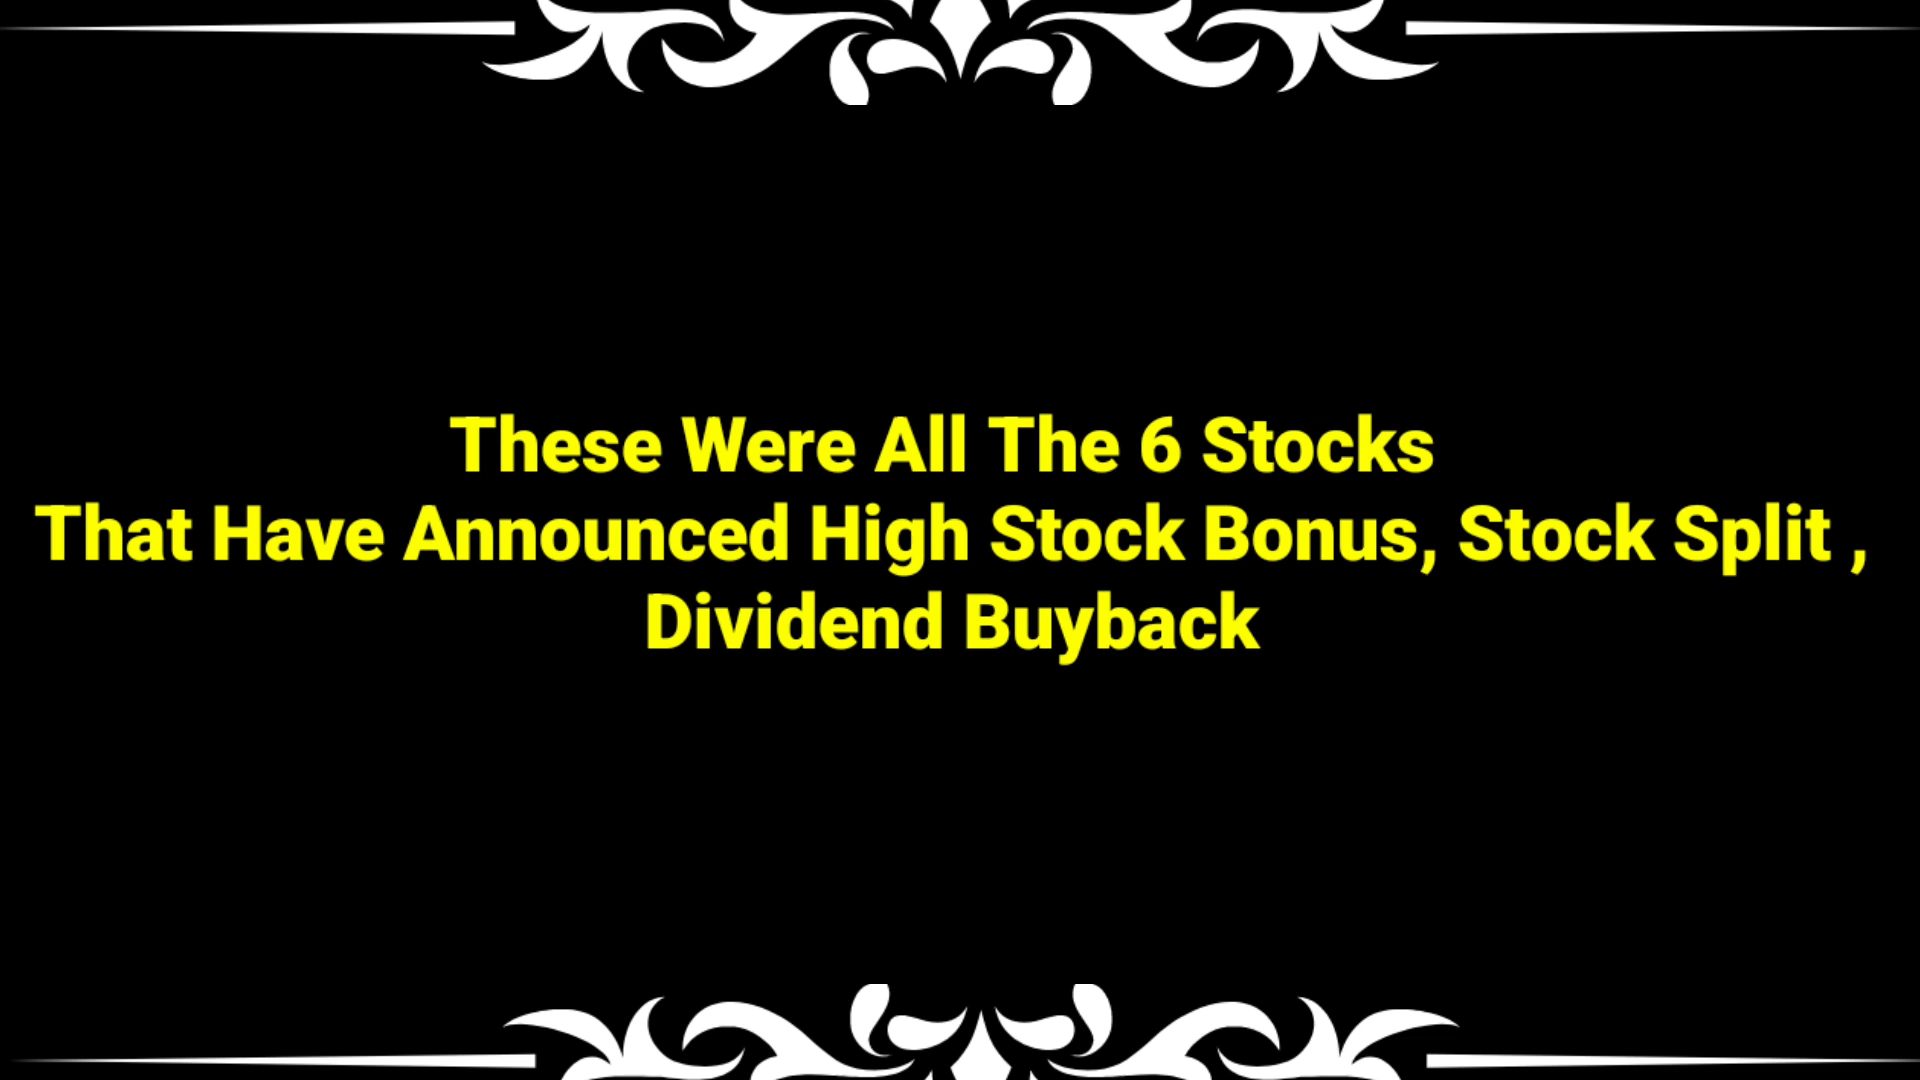 These Were All The 6 Stocks
That Have Announced High Stock Bonus, Stock Split ,
Dividend Buyback